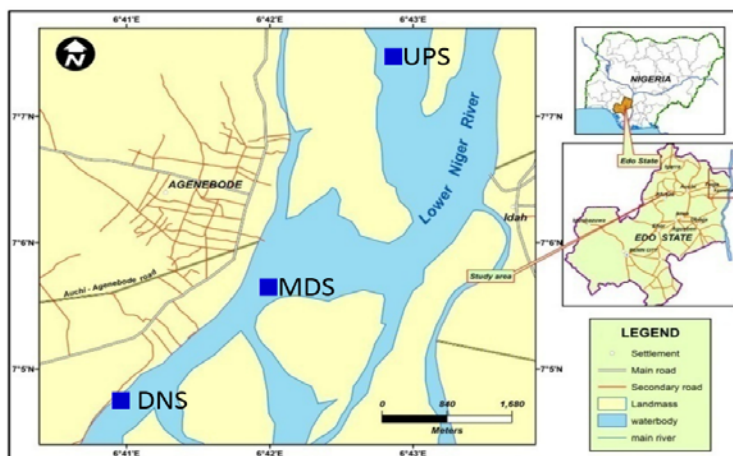 6°41'E
6°42'E
6°43'E
N
UPS
7°7'N
7°7'N
AGENEBODE
Lower Niger River
Idah
7°6'N
7°6'N
Auchi - Agenebode road
MDS
7°5'N
7°5'N
DNS
0 840 1,680
Meters
6°41'E
6°42'E
6°43'E
NIGERIA
Edo State
EDO STATE
Study area
LEGEND
Settlement
Main road
Secondary road
Landmass
waterbody
main river